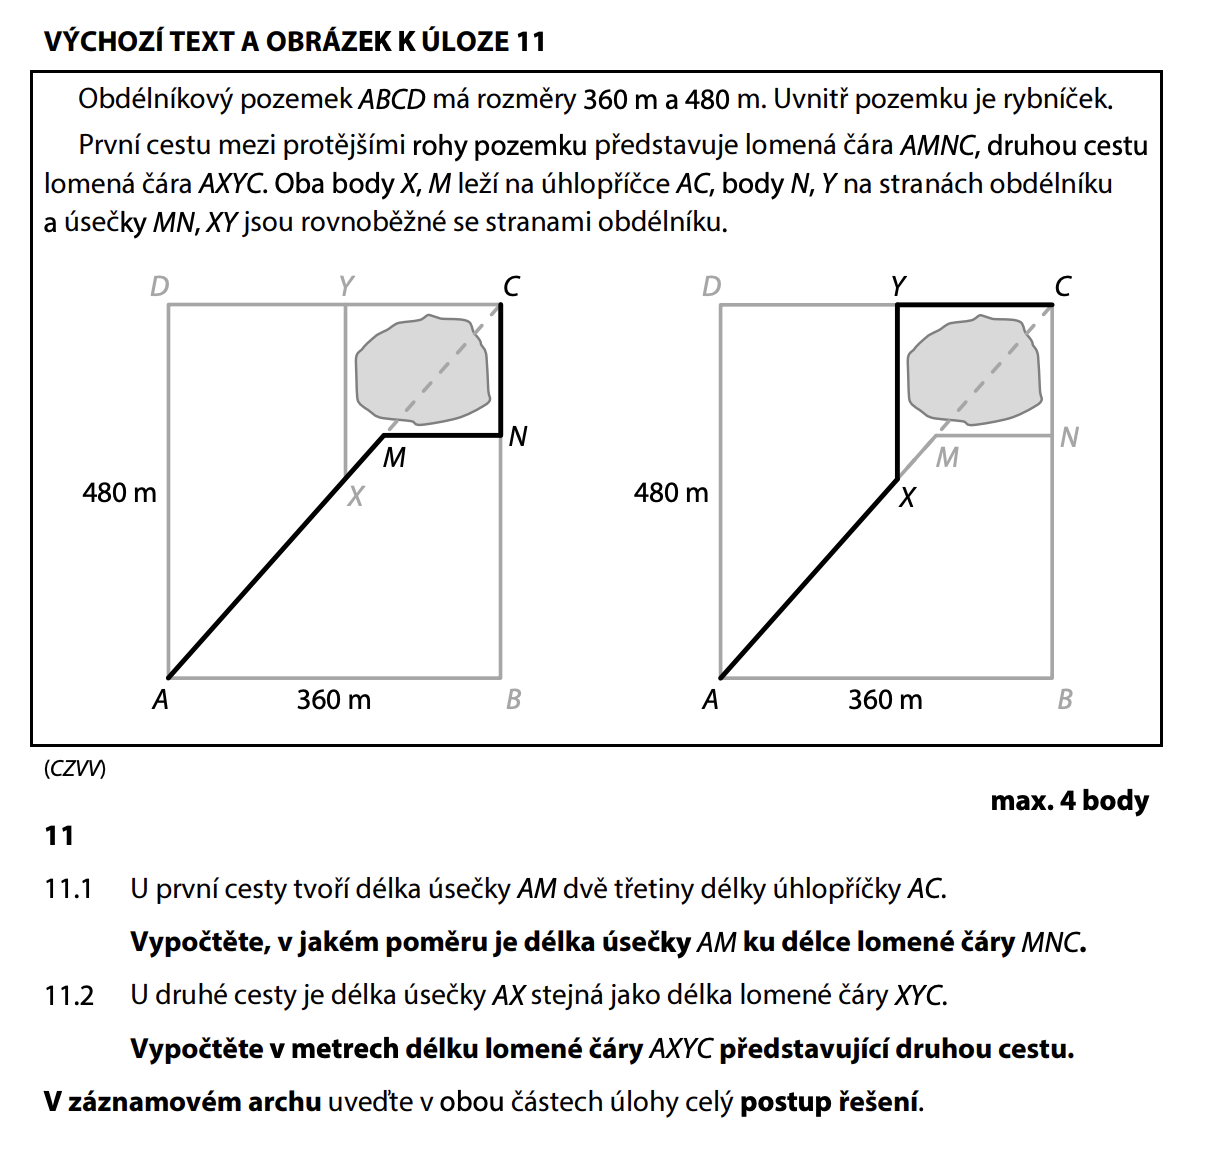 VÝCHOZÍ TEXT A OBRÁZEK K ÚLOZE 11
Obdélníkový pozemek ABCD má rozměry 360 m a 480 m. Uvnitř pozemku je rybníček.
První cestu mezi protějšími rohy pozemku představuje lomená čára AMNC, druhou cestu
lomená čára AXYC. Oba body X, M leží na úhlopříčce AC, body N, Y na stranách obdélníku
a úsečky MN, XY jsou rovnoběžné se stranami obdélníku.
D Y C
N
M
X
480 m
A 360 m B
D Y C
N
M
X
480 m
A 360 m B
(CZVV)
max. 4 body
11
11.1 U první cesty tvoří délka úsečky AM dvě třetiny délky úhlopříčky AC.
Vypočtěte, v jakém poměru je délka úsečky AM ku délce lomené čáry MNC.
11.2 U druhé cesty je délka úsečky AX stejná jako délka lomené čáry XYC.
Vypočtěte v metrech délku lomené čáry AXYC představující druhou cestu.
V záznamovém archu uveďte v obou částech úlohy celý postup řešení.